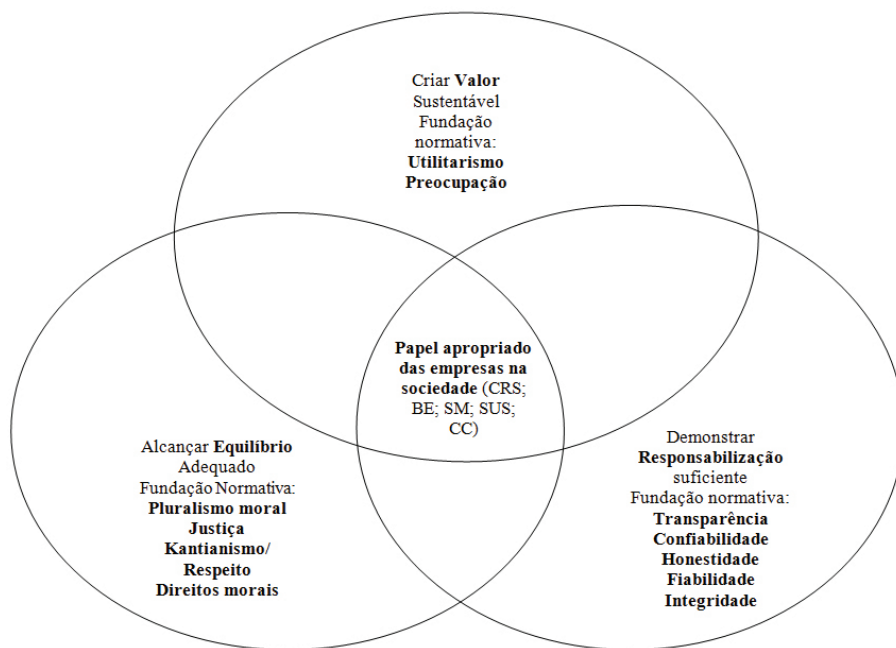 Criar Valor
Sustentável
Fundação
normativa:
Utilitarismo
Preocupação
Papel apropriado
das empresas na
sociedade (CRS;
BE; SM; SUS;
CC)
Alcançar Equilíbrio
Adequado
Fundação Normativa:
Pluralismo moral
Justiça
Kantianismo/
Respeito
Direitos morais
Demonstrar
Responsabilização
suficiente
Fundação normativa:
Transparência
Confiabilidade
Honestidade
Fiabilidade
Integridade